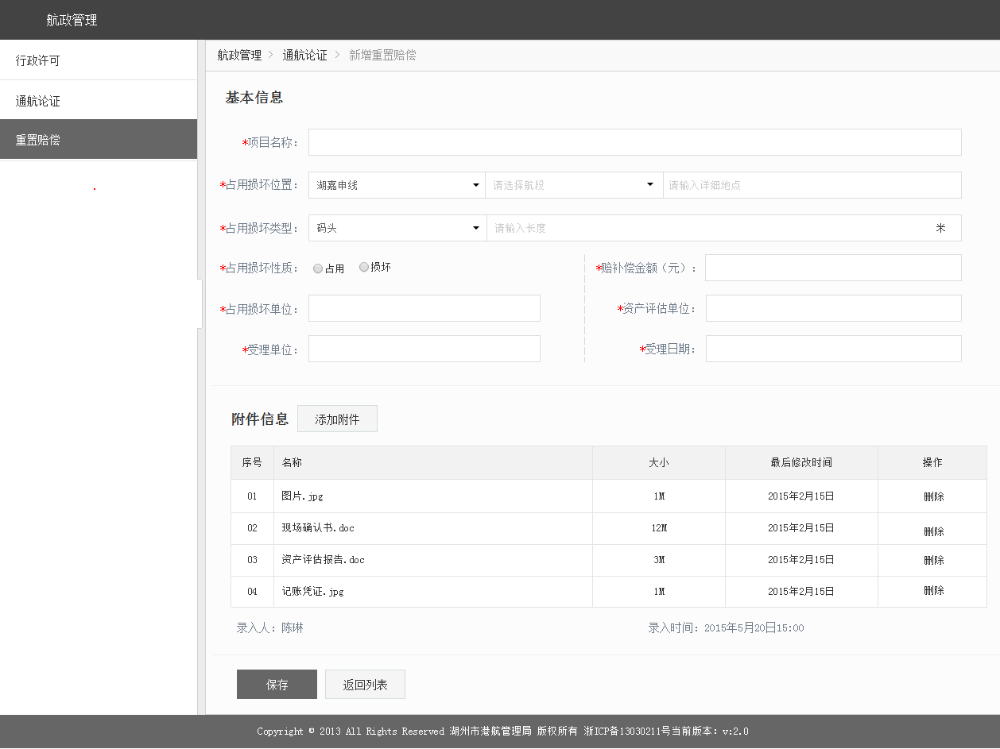 航政管理
行政许可
通航论证
重置赔偿
航政管理 > 通航论证 > 新增重置赔偿
基本信息
*项目名称：
*占用损坏位置： 湖嘉申线 请选择航段 请输入详细地点
*占用损坏类型： 码头 请输入长度 米
*占用损坏性质： 占用 损坏 *赔补偿金额（元）：
*占用损坏单位： *资产评估单位：
*受理单位： *受理日期：
附件信息 添加附件
序号 名称 大小 最后修改时间 操作
01 图片.jpg 1M 2015年2月15日 删除
02 现场确认书.doc 12M 2015年2月15日 删除
03 资产评估报告.doc 3M 2015年2月15日 删除
04 记账凭证.jpg 1M 2015年2月15日 删除
录入人：陈琳 录入时间：2015年5月20日15:00
保存 返回列表
Copyright © 2013 All Rights Reserved 湖州市港航管理局 版权所有 浙ICP备13030211号当前版本：v:2.0